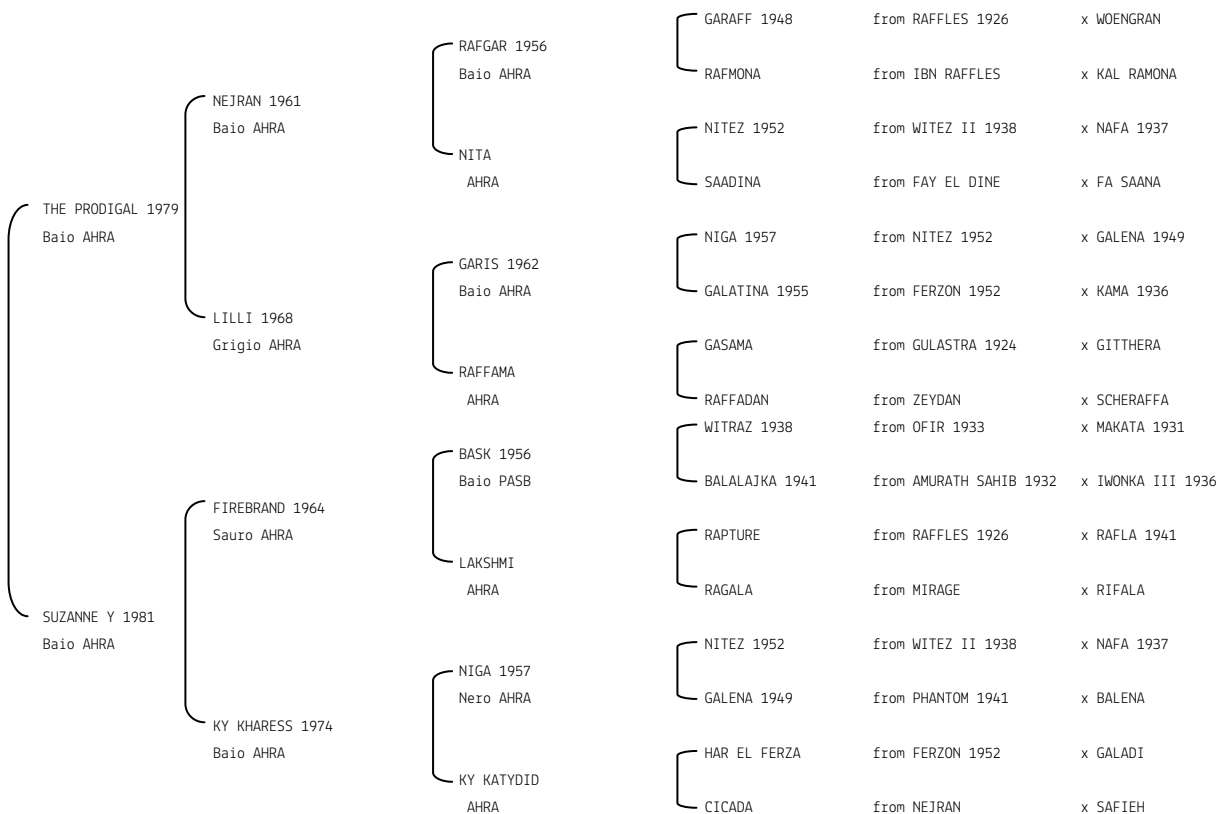 GARAFF 1948 from RAFFLES 1926 x WOENGRAN
RAFGAR 1956
Baio AHRA RAFMONA from IBN RAFFLES x KAL RAMONA
NEJRAN 1961
Baio AHRA NITEZ 1952 from WITEZ II 1938 x NAFA 1937
NITA
AHRA SAADINA from FAY EL DINE x FA SAANA
THE PRODIGAL 1979
Baio AHRA NIGA 1957 from NITEZ 1952 x GALENA 1949
GARIS 1962
Baio AHRA GALATINA 1955 from FERZON 1952 x KAMA 1936
LILLI 1968
Grigio AHRA GASAMA from GULASTRA 1924 x GITTHERA
RAFFAMA
AHRA RAFFADAN from ZEYDAN x SCHERAFFA
WITRAZ 1938 from OFIR 1933 x MAKATA 1931
BASK 1956
Baio PASB BALALAJKA 1941 from AMURATH SAHIB 1932 x IWONKA III 1936
FIREBRAND 1964
Sauro AHRA RAPTURE from RAFFLES 1926 x RAFLA 1941
LAKSHMI
AHRA RAGALA from MIRAGE x RIFALA
SUZANNE Y 1981
Baio AHRA NITEZ 1952 from WITEZ II 1938 x NAFA 1937
NIGA 1957
Nero AHRA GALENA 1949 from PHANTOM 1941 x BALENA
KY KHARESS 1974
Baio AHRA HAR EL FERZA from FERZON 1952 x GALADI
KY KATYDID
AHRA CICADA from NEJRAN x SAFIEH